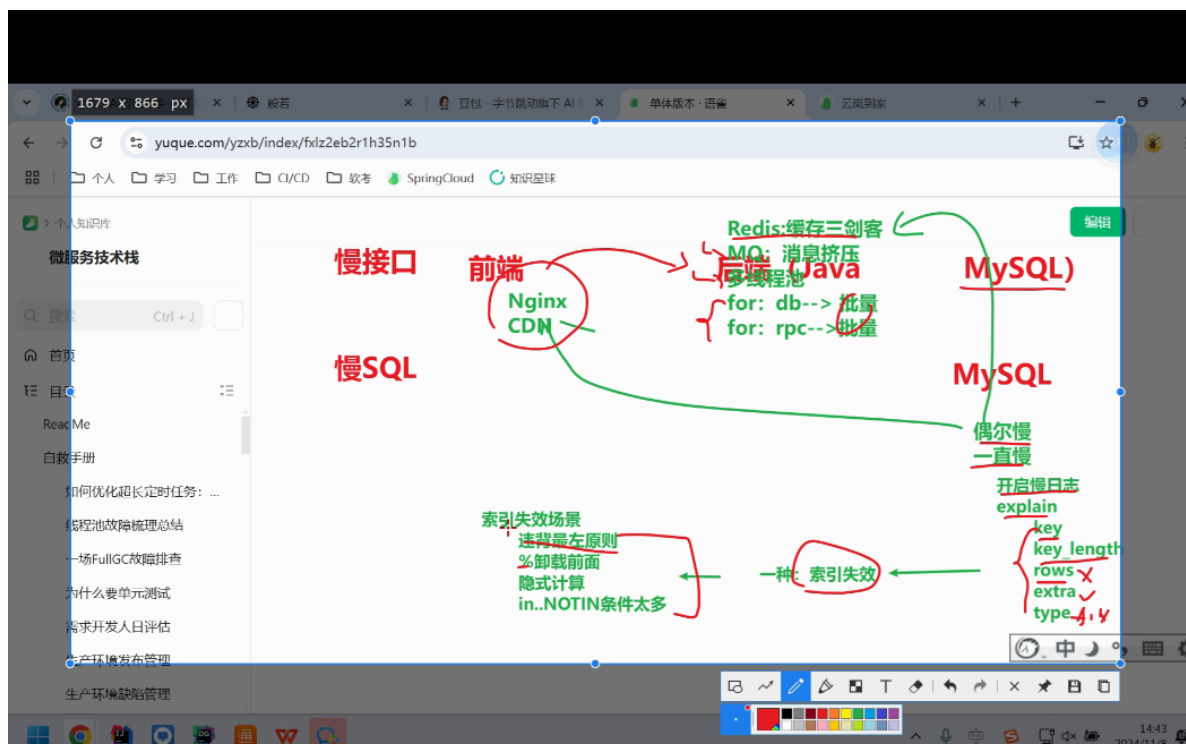 1679 x 866 px
般若
豆包 - 字节跳动旗下 AI
单体版本 · 语雀
云岚到家
yuque.com/yzxb/index/fxlz2eb2r1h35n1b
个人
学习
工作
CI/CD
软考
SpringCloud
知识星球
个人知识库
编辑
微服务技术栈
搜索
Ctrl + J
首页
目录
ReadMe
自救手册
如何优化超长定时任务：...
线程池故障梳理总结
一场FullGC故障排查
为什么要单元测试
需求开发人日评估
生产环境发布管理
生产环境缺陷管理
慢接口
前端
Nginx
CDN
Redis:缓存三剑客
MQ：消息挤压
后端（Java
多线程池
for：db--> 批量
for：rpc-->批量
MySQL）
慢SQL
MySQL
偶尔慢
一直慢
开启慢日志
explain
key
key_length
rows
extra
type
一种：索引失效
索引失效场景
违背最左原则
%卸载前面
隐式计算
in..NOTIN条件太多
中
T
中
14:43
2024/11/8